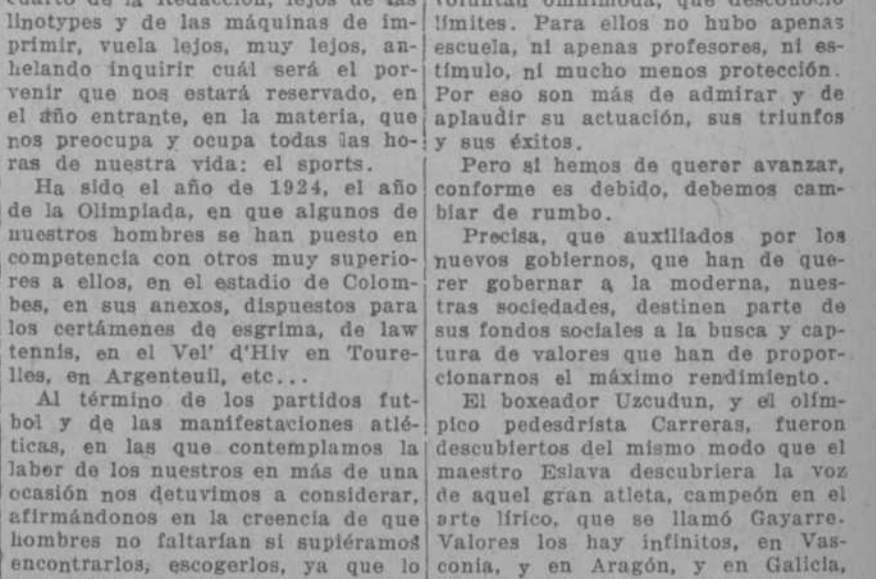 cuarto de la Redacción, lejos de las
linotypes y de las máquinas de im-
primir, vuela lejos, muy lejos, an-
helando inquirir cuál será el por-
venir que nos estará reservado, en
el año entrante, en la materia, que
nos preocupa y ocupa todas las ho-
ras de nuestra vida: el sports.
Ha sido el año de 1924, el año
de la Olimpiada, en que algunos de
nuestros hombres se han puesto en
competencia con otros muy superio-
res a ellos, en el estadio de Colom-
bes, en sus anexos, dispuestos para
los certámenes de esgrima, de law
tennis, en el Vel' d'Hiv en Toure-
lles, en Argenteuil, etc...
Al término de los partidos fut-
bol y de las manifestaciones atlé-
ticas, en las que contemplamos la
labor de los nuestros en más de una
ocasión nos detuvimos a considerar,
afirmándonos en la creencia de que
hombres no faltarían si supiéramos
encontrarlos, escogerlos, ya que lo
voluntad omnímoda, que desconoció
límites. Para ellos no hubo apenas
escuela, ni apenas profesores, ni es-
tímulo, ni mucho menos protección.
Por eso son más de admirar y de
aplaudir su actuación, sus triunfos
y sus éxitos.
Pero si hemos de querer avanzar,
conforme es debido, debemos cam-
biar de rumbo.
Precisa, que auxiliados por los
nuevos gobiernos, que han de que-
rer gobernar a la moderna, nues-
tras sociedades, destinen parte de
sus fondos sociales a la busca y cap-
tura de valores que han de propor-
cionarnos el máximo rendimiento.
El boxeador Uzcudun, y el olím-
pico pedesdrista Carreras, fueron
descubiertos del mismo modo que el
maestro Eslava descubriera la voz
de aquel gran atleta, campeón en el
arte lírico, que se llamó Gayarre.
Valores los hay infinitos, en Vas-
conia, y en Aragón, y en Galicia,